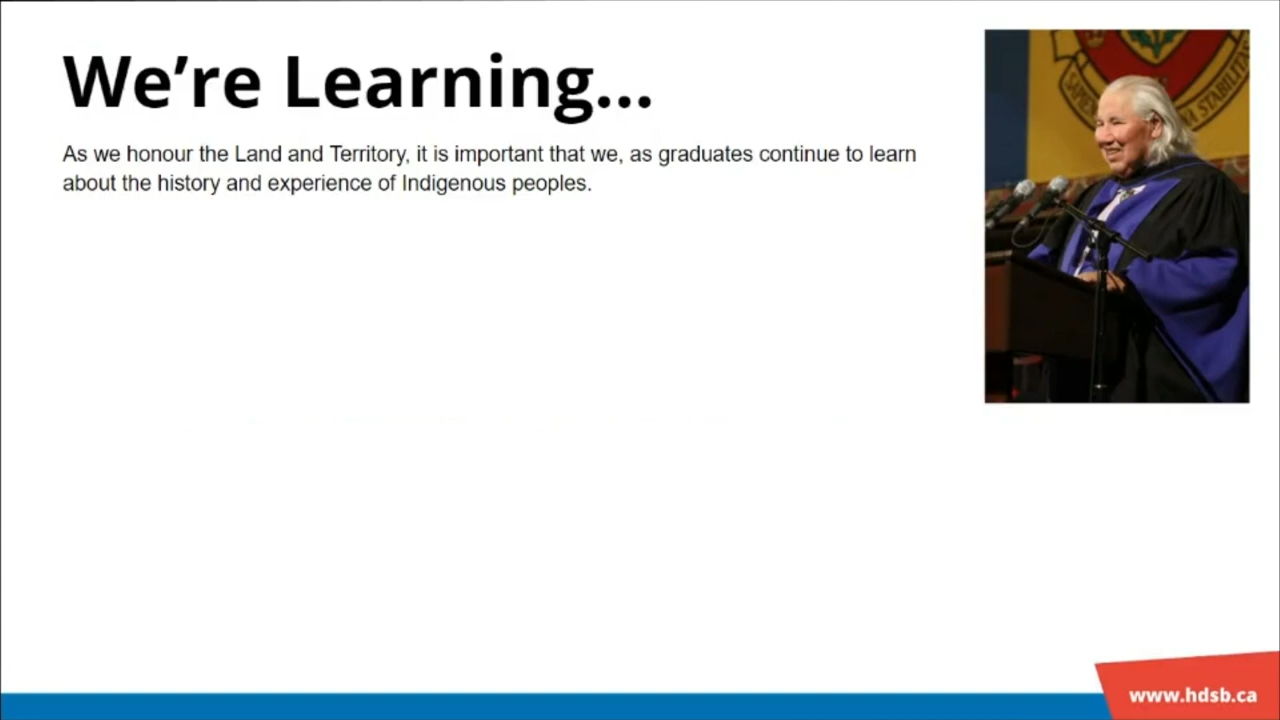 We're Learning...
As we honour the Land and Territory, it is important that we, as graduates continue to learn
about the history and experience of Indigenous peoples.
www.hdsb.ca